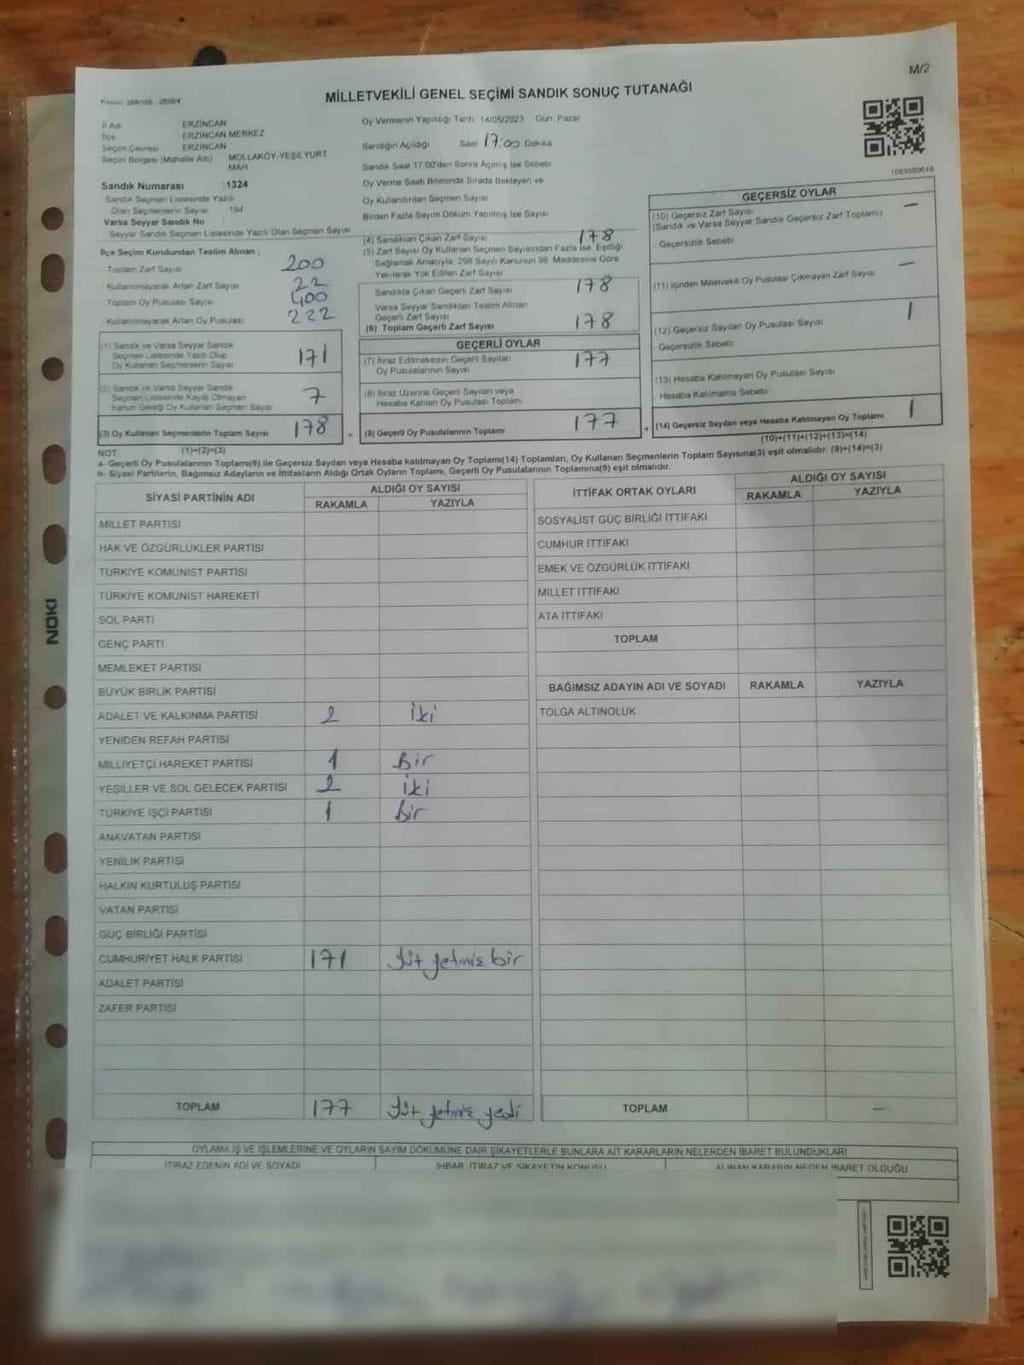 M/2
MİLLETVEKİLİ GENEL SEÇİMİ SANDIK SONUÇ TUTANAĞI
İl Adı : ERZİNCAN
İlçe : ERZİNCAN MERKEZ
Seçim Çevresi : ERZİNCAN
Seçim Bölgesi (Mahalle Adı) : MOLLAKÖY-YEŞİLYURT MAH
Sandık Numarası :1324
Sandık Seçmen Listesinde Yazılı
Olan Seçmenlerin Sayısı : 194
Varsa Seyyar Sandık No :
Seyyar Sandık Seçmen Listesinde Yazılı Olan Seçmen Sayısı
Oy Vermenin Yapıldığı Tarih 14/05/2023 Gün: Pazar
Sandığın Açıldığı Saat 17:00 Dakika
Sandık Saat 17:00'den Sonra Açılmış İse Sebebi
Oy Verme Saati Bitiminde Sırada Bekleyen ve
Oy Kullandırılan Seçmen Sayısı
Birden Fazla Sayım Döküm Yapılmış İse Sayısı
1083580618
İlçe Seçim Kurulundan Teslim Alınan ;
- Toplam Zarf Sayısı 200
- Kullanılmayarak Artan Zarf Sayısı 22
- Toplam Oy Pusulası Sayısı 400
- Kullanılmayarak Artan Oy Pusulası 222
(1) Sandık ve Varsa Seyyar Sandık
Seçmen Listesinde Yazılı Olup
Oy Kullanan Seçmenlerin Sayısı 171
(2) Sandık ve Varsa Seyyar Sandık
Seçmen Listesinde Kayıtlı Olmayan
Kanun Gereği Oy Kullanan Seçmen Sayısı 7
(3) Oy Kullanan Seçmenlerin Toplam Sayısı 178
(4) Sandıktan Çıkan Zarf Sayısı 178
(5) Zarf Sayısı Oy Kullanan Seçmen Sayısından Fazla İse, Eşitliği
Sağlamak Amacıyla, 298 Sayılı Kanunun 98. Maddesine Göre
Yakılarak Yok Edilen Zarf Sayısı
Sandıkta Çıkan Geçerli Zarf Sayısı 178
Varsa Seyyar Sandıktan Teslim Alınan
Geçerli Zarf Sayısı
(6) Toplam Geçerli Zarf Sayısı 178
GEÇERLİ OYLAR
(7) İtiraz Edilmeksizin Geçerli Sayılan
Oy Pusulalarının Sayısı 177
(8) İtiraz Üzerine Geçerli Sayılan veya
Hesaba Katılan Oy Pusulası Toplamı
= (9) Geçerli Oy Pusulalarının Toplamı 177
GEÇERSİZ OYLAR
(10) Geçersiz Zarf Sayısı —
(Sandık ve Varsa Seyyar Sandık Geçersiz Zarf Toplamı)
Geçersizlik Sebebi
(11) İçinden Milletvekili Oy Pusulası Çıkmayan Zarf Sayısı —
(12) Geçersiz Sayılan Oy Pusulası Sayısı 1
Geçersizlik Sebebi
(13) Hesaba Katılmayan Oy Pusulası Sayısı
Hesaba Katılmama Sebebi
+ (14) Geçersiz Sayılan veya Hesaba Katılmayan Oy Toplamı 1
NOT (1)+(2)=(3) (10)+(11)+(12)+(13)=(14)
a- Geçerli Oy Pusulalarının Toplamı(9) ile Geçersiz Sayılan veya Hesaba katılmayan Oy Toplamı(14) Toplamları, Oy Kullanan Seçmenlerin Toplam Sayısına(3) eşit olmalıdır. (9)+(14)=(3)
b- Siyasi Partilerin, Bağımsız Adayların ve İttifakların Aldığı Ortak Oyların Toplamı, Geçerli Oy Pusulalarının Toplamına(9) eşit olmalıdır.
SİYASİ PARTİNİN ADI ALDIĞI OY SAYISI
RAKAMLA YAZIYLA
MİLLET PARTİSİ
HAK VE ÖZGÜRLÜKLER PARTİSİ
TÜRKİYE KOMÜNİST PARTİSİ
TÜRKİYE KOMÜNİST HAREKETİ
SOL PARTİ
GENÇ PARTİ
MEMLEKET PARTİSİ
BÜYÜK BİRLİK PARTİSİ
ADALET VE KALKINMA PARTİSİ 2 iki
YENİDEN REFAH PARTİSİ
MİLLİYETÇİ HAREKET PARTİSİ 1 Bir
YEŞİLLER VE SOL GELECEK PARTİSİ 2 iki
TÜRKİYE İŞÇİ PARTİSİ 1 bir
ANAVATAN PARTİSİ
YENİLİK PARTİSİ
HALKIN KURTULUŞ PARTİSİ
VATAN PARTİSİ
GÜÇ BİRLİĞİ PARTİSİ
CUMHURİYET HALK PARTİSİ 171 Yüz yetmiş bir
ADALET PARTİSİ
ZAFER PARTİSİ
TOPLAM 177 Yüz yetmiş yedi
İTTİFAK ORTAK OYLARI ALDIĞI OY SAYISI
RAKAMLA YAZIYLA
SOSYALİST GÜÇ BİRLİĞİ İTTİFAKI
CUMHUR İTTİFAKI
EMEK VE ÖZGÜRLÜK İTTİFAKI
MİLLET İTTİFAKI
ATA İTTİFAKI
TOPLAM
BAĞIMSIZ ADAYIN ADI VE SOYADI RAKAMLA YAZIYLA
TOLGA ALTINOLUK
TOPLAM —
OYLAMA İŞ VE İŞLEMLERİNE VE OYLARIN SAYIM DÖKÜMÜNE DAİR ŞİKAYETLERLE BUNLARA AİT KARARLARIN NELERDEN İBARET BULUNDUKLARI
İTİRAZ EDENİN ADI VE SOYADI İHBAR, İTİRAZ VE ŞİKAYETİN KONUSU ALINAN KARARIN NEDEN İBARET OLDUĞU
NOKI